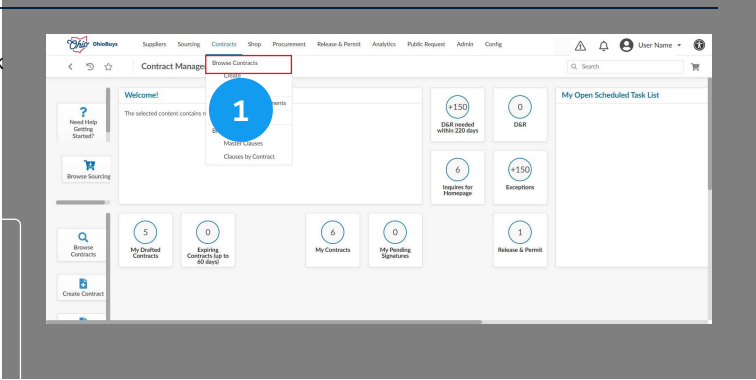 Ohio OhioBuys
Suppliers Sourcing Contracts Shop Procurement Release & Permit Analytics Public Request Admin Config
User Name
Contract Manage
Search
Browse Contracts
Create
ments
Master Clauses
Clauses by Contract
1
Need Help
Getting
Started?
Browse Sourcing
Browse
Contracts
Create Contract
Welcome!
The selected content contains n
+150
D&R needed
within 220 days
0
D&R
6
Inquires for
Homepage
+150
Exceptions
My Open Scheduled Task List
5
My Drafted
Contracts
0
Expiring
Contracts (up to
60 days)
6
My Contracts
0
My Pending
Signatures
1
Release & Permit